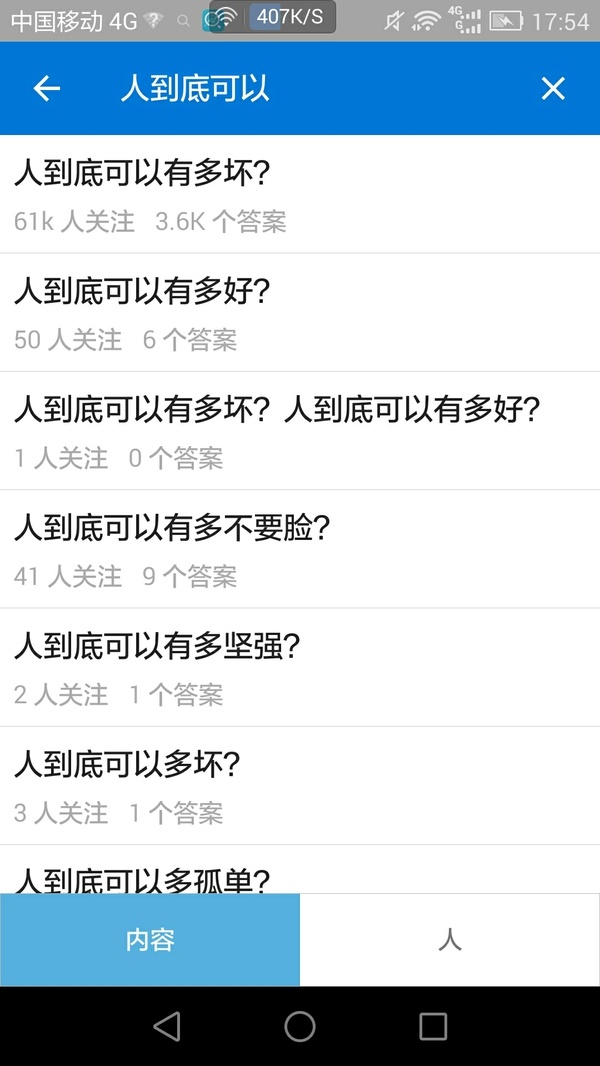 中国移动 4G 407K/S 4G G 17:54
人到底可以
人到底可以有多坏？
61k 人关注 3.6K 个答案
人到底可以有多好？
50 人关注 6 个答案
人到底可以有多坏？人到底可以有多好？
1 人关注 0 个答案
人到底可以有多不要脸？
41 人关注 9 个答案
人到底可以有多坚强？
2 人关注 1 个答案
人到底可以多坏？
3 人关注 1 个答案
人到底可以多孤单？
内容 人